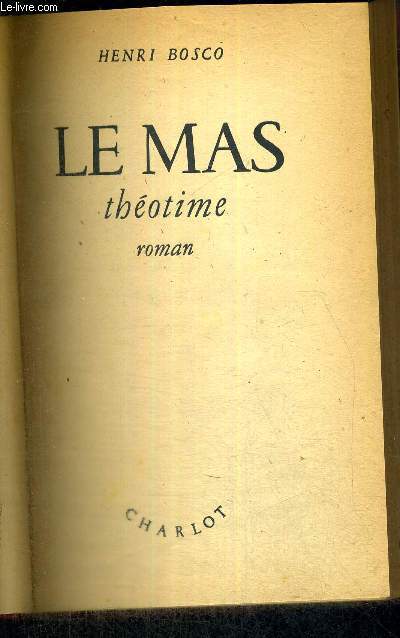 Le-livre.com
HENRI BOSCO
LE MAS
théotime
roman
CHARLOT